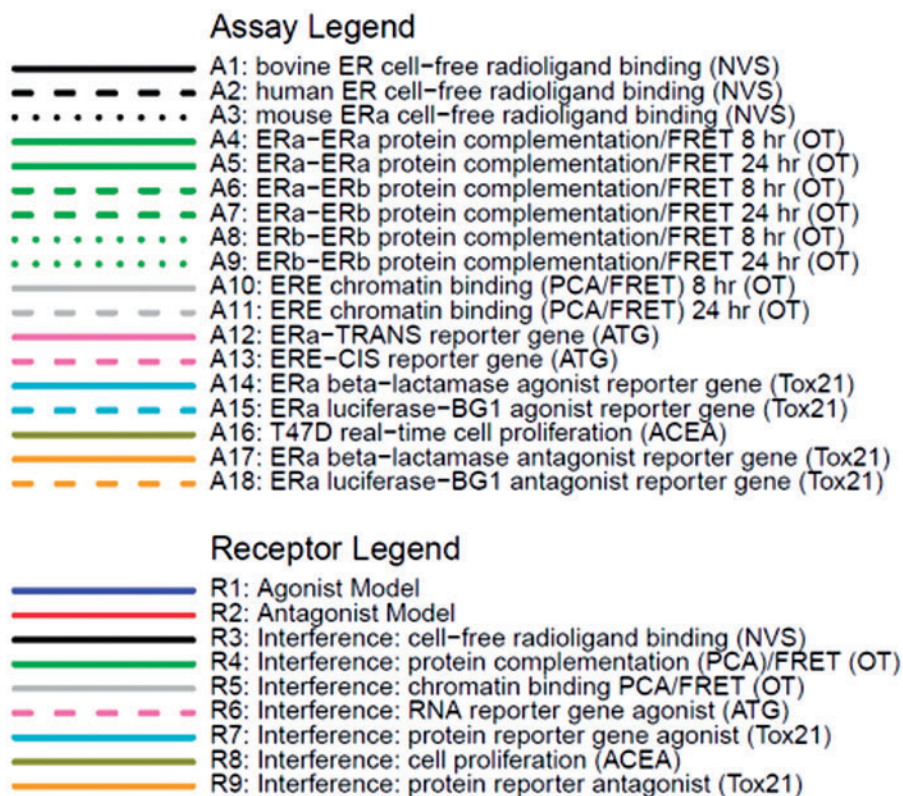 Assay Legend
A1: bovine ER cell−free radioligand binding (NVS)
A2: human ER cell−free radioligand binding (NVS)
A3: mouse ERa cell−free radioligand binding (NVS)
A4: ERa−ERa protein complementation/FRET 8 hr (OT)
A5: ERa−ERa protein complementation/FRET 24 hr (OT)
A6: ERa−ERb protein complementation/FRET 8 hr (OT)
A7: ERa−ERb protein complementation/FRET 24 hr (OT)
A8: ERb−ERb protein complementation/FRET 8 hr (OT)
A9: ERb−ERb protein complementation/FRET 24 hr (OT)
A10: ERE chromatin binding (PCA/FRET) 8 hr (OT)
A11: ERE chromatin binding (PCA/FRET) 24 hr (OT)
A12: ERa−TRANS reporter gene (ATG)
A13: ERE−CIS reporter gene (ATG)
A14: ERa beta−lactamase agonist reporter gene (Tox21)
A15: ERa luciferase−BG1 agonist reporter gene (Tox21)
A16: T47D real−time cell proliferation (ACEA)
A17: ERa beta−lactamase antagonist reporter gene (Tox21)
A18: ERa luciferase−BG1 antagonist reporter gene (Tox21)
Receptor Legend
R1: Agonist Model
R2: Antagonist Model
R3: Interference: cell−free radioligand binding (NVS)
R4: Interference: protein complementation (PCA)/FRET (OT)
R5: Interference: chromatin binding PCA/FRET (OT)
R6: Interference: RNA reporter gene agonist (ATG)
R7: Interference: protein reporter gene agonist (Tox21)
R8: Interference: cell proliferation (ACEA)
R9: Interference: protein reporter antagonist (Tox21)